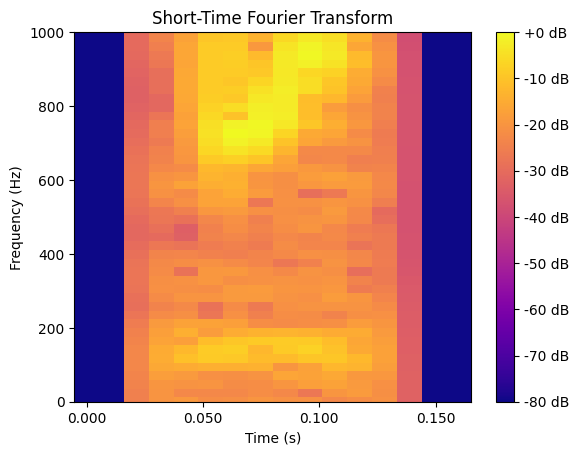 Short-Time Fourier Transform
1000
800
600
400
200
0
Frequency (Hz)
0.000
0.050
0.100
0.150
Time (s)
+0 dB
-10 dB
-20 dB
-30 dB
-40 dB
-50 dB
-60 dB
-70 dB
-80 dB